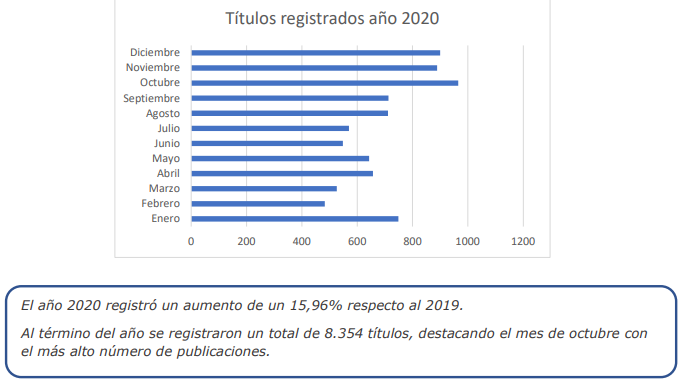 Títulos registrados año 2020
Diciembre
Noviembre
Octubre
Septiembre
Agosto
Julio
Junio
Mayo
Abril
Marzo
Febrero
Enero
0 200 400 600 800 1000 1200
El año 2020 registró un aumento de un 15,96% respecto al 2019.
Al término del año se registraron un total de 8.354 títulos, destacando el mes de octubre con
el más alto número de publicaciones.